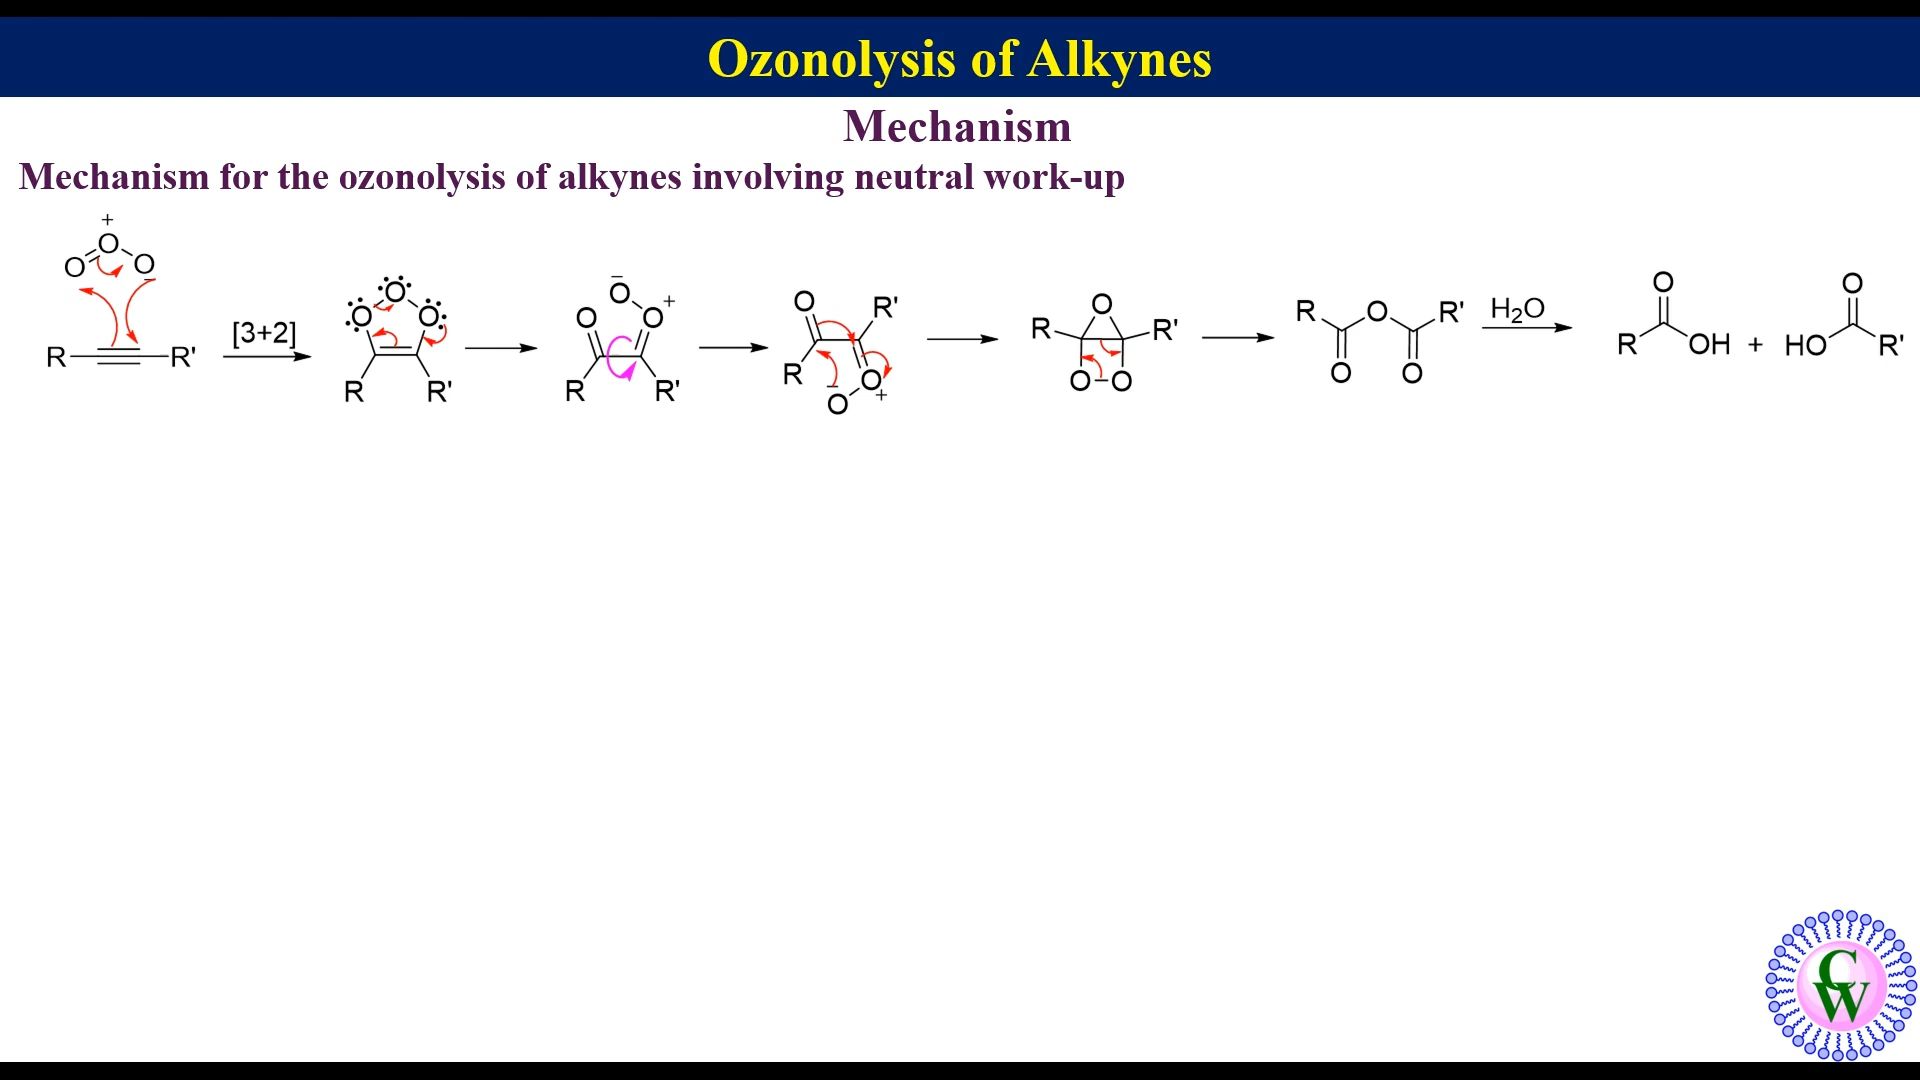 Ozonolysis of Alkynes
Mechanism
Mechanism for the ozonolysis of alkynes involving neutral work-up
+
O O O
−
R R'
[3+2]
O O O
R R'
−
O
+
O O
R R'
O R'
R
− O
O +
O
R R'
O O
R O R'
O O
H₂O
O
R OH
+
O
HO R'
CW